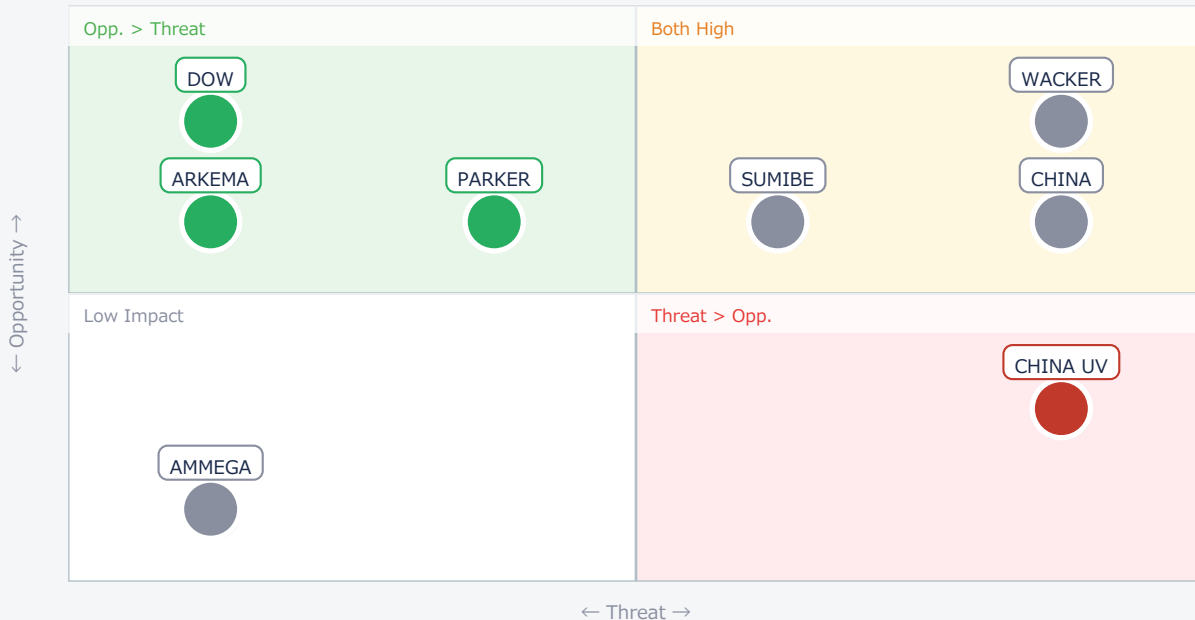 Opp. > Threat
Both High
DOW
WACKER
ARKEMA
PARKER
SUMIBE
CHINA
← Opportunity →
Low Impact
Threat > Opp.
CHINA UV
AMMEGA
← Threat →